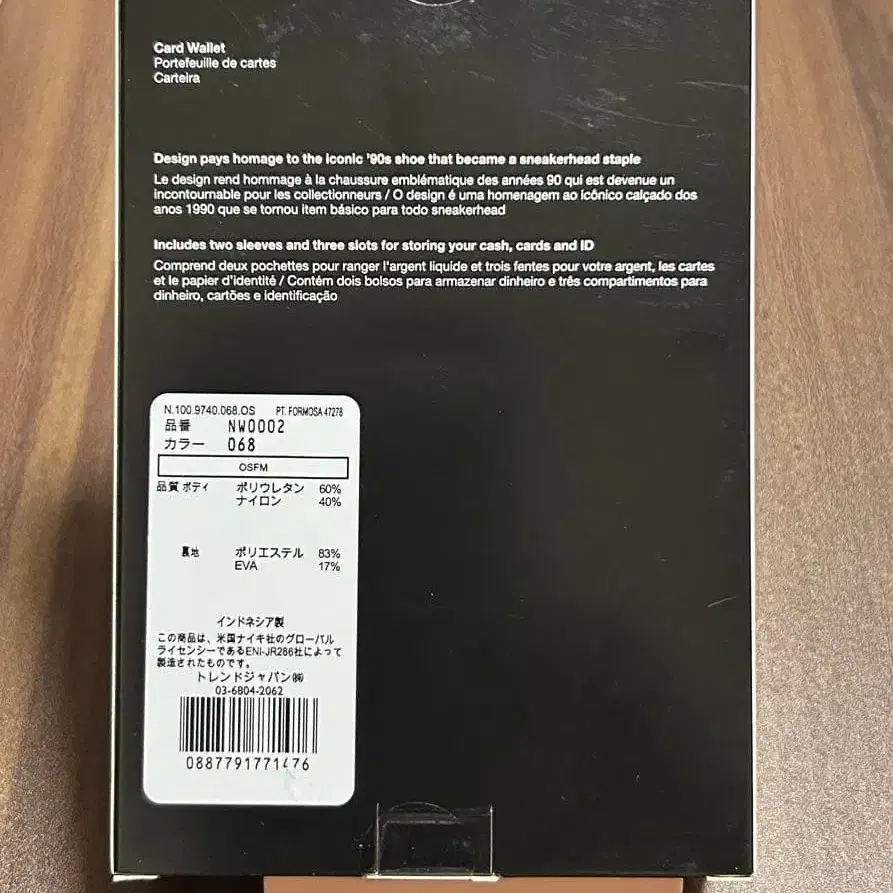 Card Wallet
Portefeuille de cartes
Carteira
Design pays homage to the iconic '90s shoe that became a sneakerhead staple
Le design rend hommage à la chaussure emblématique des années 90 qui est devenue un
incontournable pour les collectionneurs / O design é uma homenagem ao icônico calçado dos
anos 1990 que se tornou item básico para todo sneakerhead
Includes two sleeves and three slots for storing your cash, cards and ID
Comprend deux pochettes pour ranger l'argent liquide et trois fentes pour votre argent, les cartes
et le papier d'identité / Contém dois bolsos para armazenar dinheiro e três compartimentos para
dinheiro, cartões e identificação
N.100.9740.068.OS PT. FORMOSA 47278
品番 NW0002
カラー 068
OSFM
品質 ボディ ポリウレタン 60%
ナイロン 40%
裏地 ポリエステル 83%
EVA 17%
インドネシア製
この商品は、米国ナイキ社のグローバル
ライセンシーであるENI-JR286社によって
製造されたものです。
トレンドジャパン㈱
03-6804-2062
0887791771476